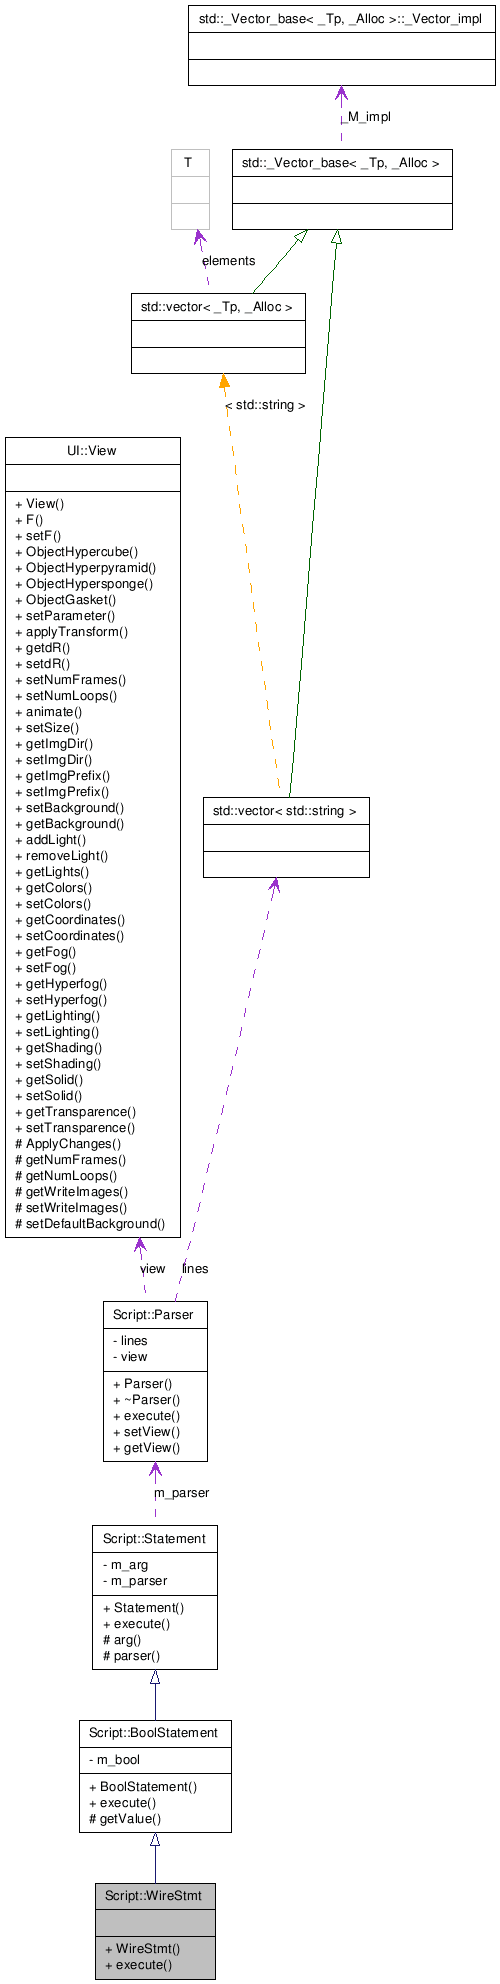 std::_Vector_base< _Tp, _Alloc >::_Vector_impl
_M_impl
T
std::_Vector_base< _Tp, _Alloc >
elements
std::vector< _Tp, _Alloc >
< std::string >
UI::View
+ View()
+ F()
+ setF()
+ ObjectHypercube()
+ ObjectHyperpyramid()
+ ObjectHypersponge()
+ ObjectGasket()
+ setParameter()
+ applyTransform()
+ getdR()
+ setdR()
+ setNumFrames()
+ setNumLoops()
+ animate()
+ setSize()
+ getImgDir()
+ setImgDir()
+ getImgPrefix()
+ setImgPrefix()
+ setBackground()
+ getBackground()
+ addLight()
+ removeLight()
+ getLights()
+ getColors()
+ setColors()
+ getCoordinates()
+ setCoordinates()
+ getFog()
+ setFog()
+ getHyperfog()
+ setHyperfog()
+ getLighting()
+ setLighting()
+ getShading()
+ setShading()
+ getSolid()
+ setSolid()
+ getTransparence()
+ setTransparence()
# ApplyChanges()
# getNumFrames()
# getNumLoops()
# getWriteImages()
# setWriteImages()
# setDefaultBackground()
std::vector< std::string >
view
lines
Script::Parser
- lines
- view
+ Parser()
+ ~Parser()
+ execute()
+ setView()
+ getView()
m_parser
Script::Statement
- m_arg
- m_parser
+ Statement()
+ execute()
# arg()
# parser()
Script::BoolStatement
- m_bool
+ BoolStatement()
+ execute()
# getValue()
Script::WireStmt
+ WireStmt()
+ execute()